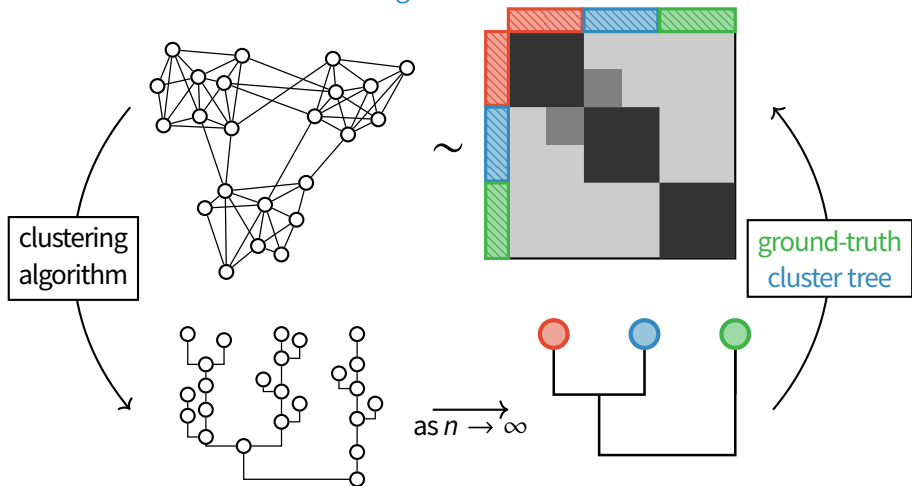 ~
clustering
algorithm
ground-truth
cluster tree
as n → ∞